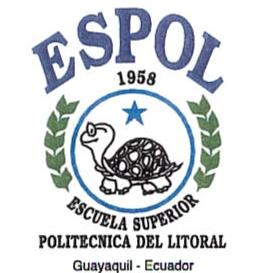 ESPOL
1958
ESCUELA SUPERIOR
POLITECNICA DEL LITORAL
Guayaquil - Ecuador